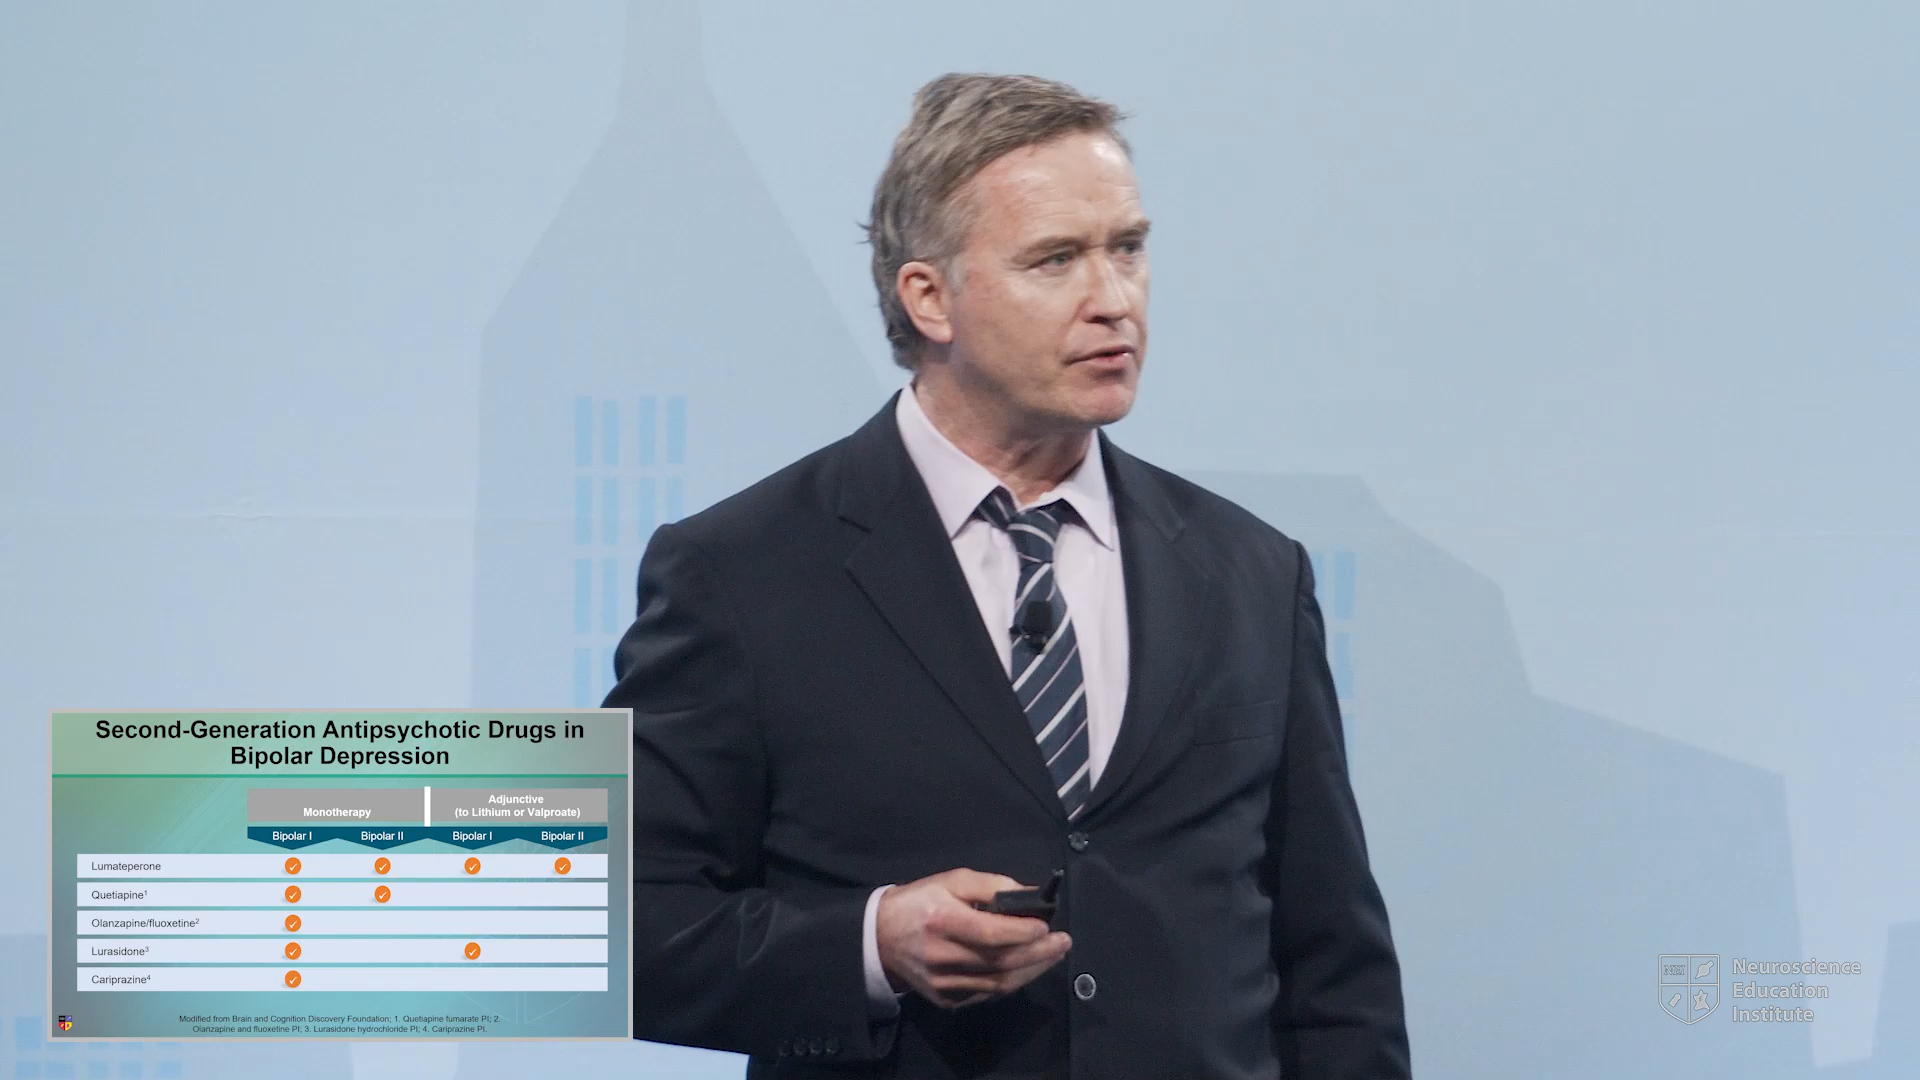 Second-Generation Antipsychotic Drugs in
Bipolar Depression
Monotherapy
Adjunctive
(to Lithium or Valproate)
Bipolar I Bipolar II Bipolar I Bipolar II
Lumateperone
Quetiapine¹
Olanzapine/fluoxetine²
Lurasidone³
Cariprazine⁴
Modified from Brain and Cognition Discovery Foundation; 1. Quetiapine fumarate PI; 2.
Olanzapine and fluoxetine PI; 3. Lurasidone hydrochloride PI; 4. Cariprazine PI.
NEI
Neuroscience
Education
Institute